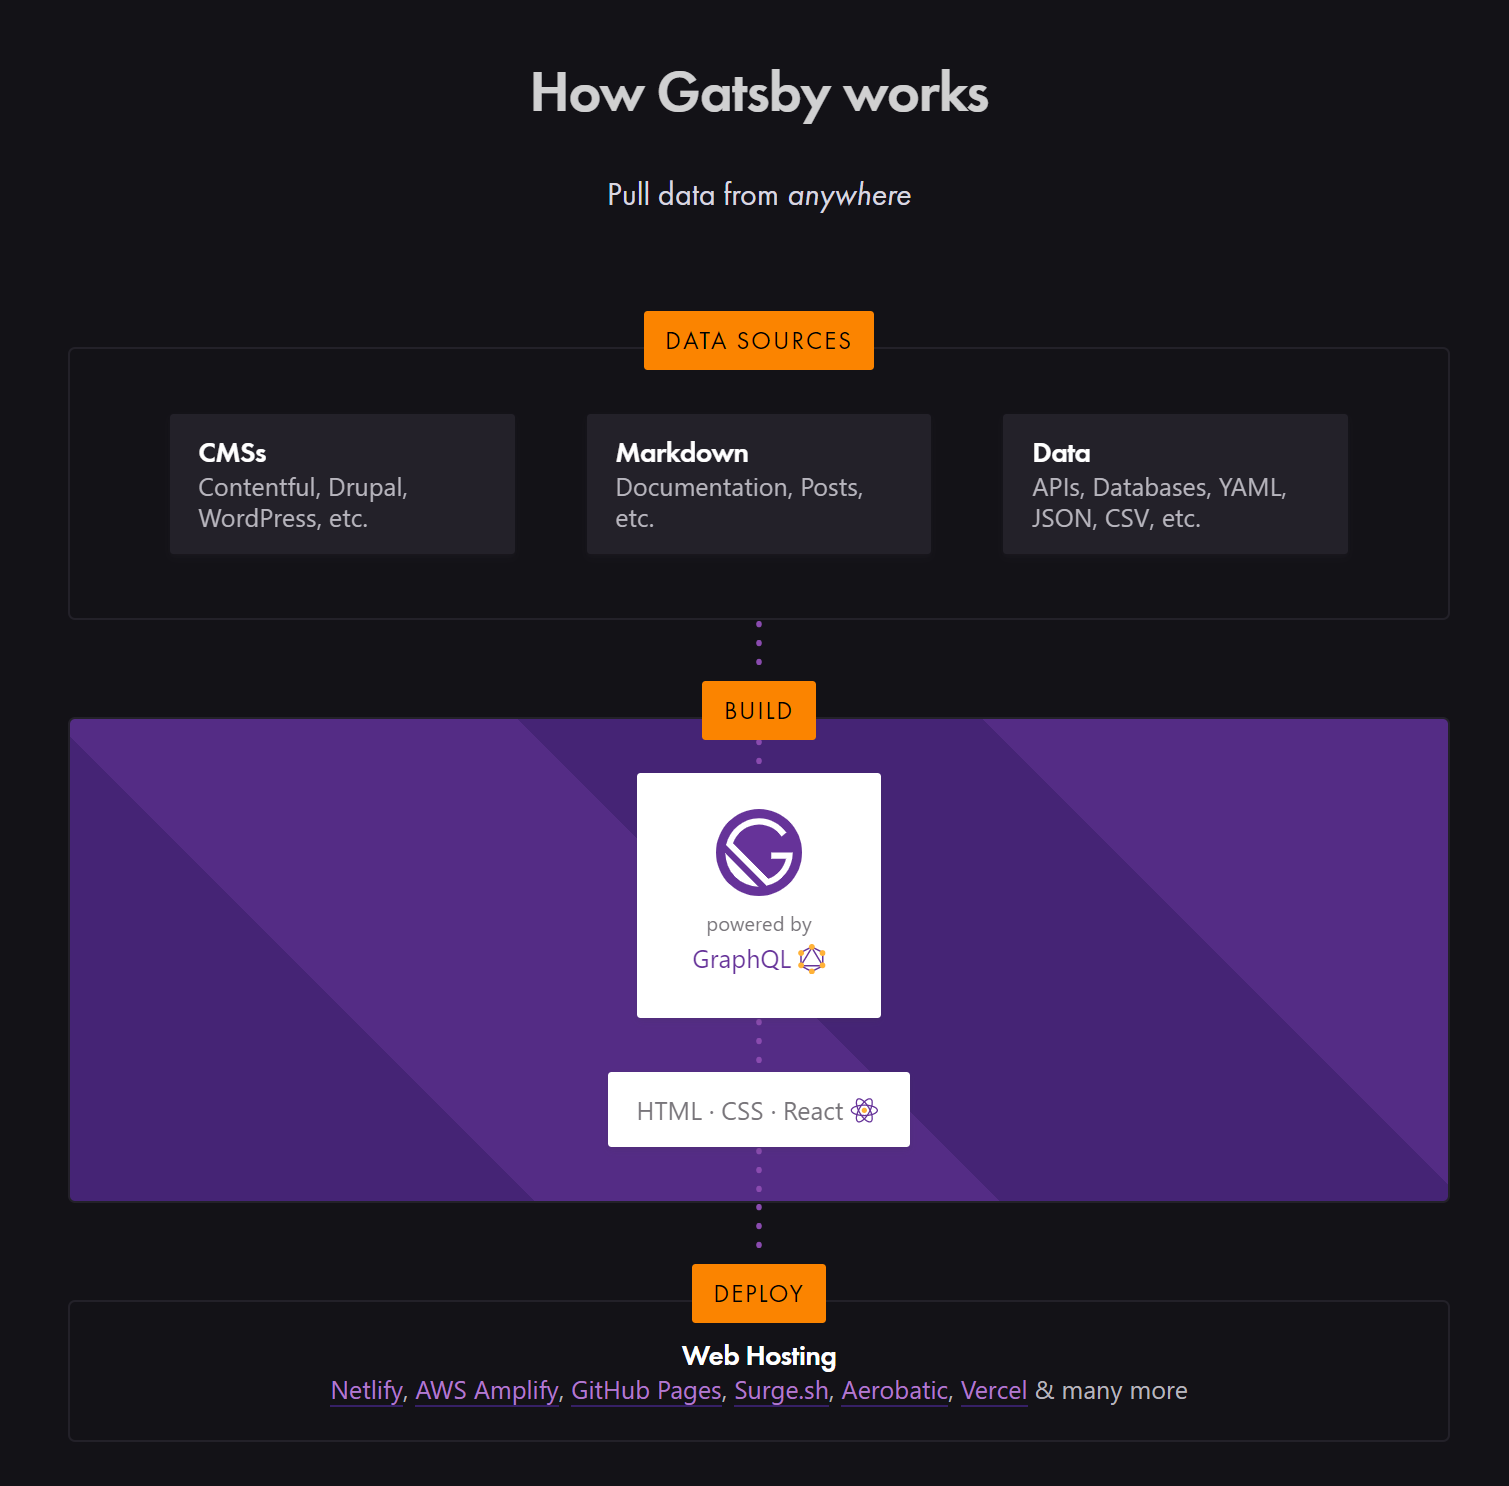 How Gatsby works
Pull data from anywhere
DATA SOURCES
CMSs
Contentful, Drupal,
WordPress, etc.
Markdown
Documentation, Posts,
etc.
Data
APIs, Databases, YAML,
JSON, CSV, etc.
BUILD
powered by
GraphQL
HTML · CSS · React
DEPLOY
Web Hosting
Netlify, AWS Amplify, GitHub Pages, Surge.sh, Aerobatic, Vercel & many more